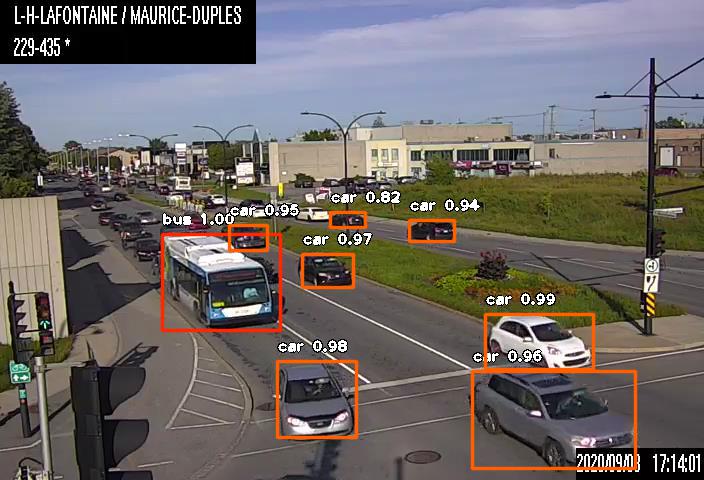 L-H-LAFONTAINE / MAURICE-DUPLES
229-435 *
car 0.82
car 0.95
car 0.94
bus 1.00
car 0.97
car 0.99
car 0.98
car 0.96
2020/09/03 17:14:01